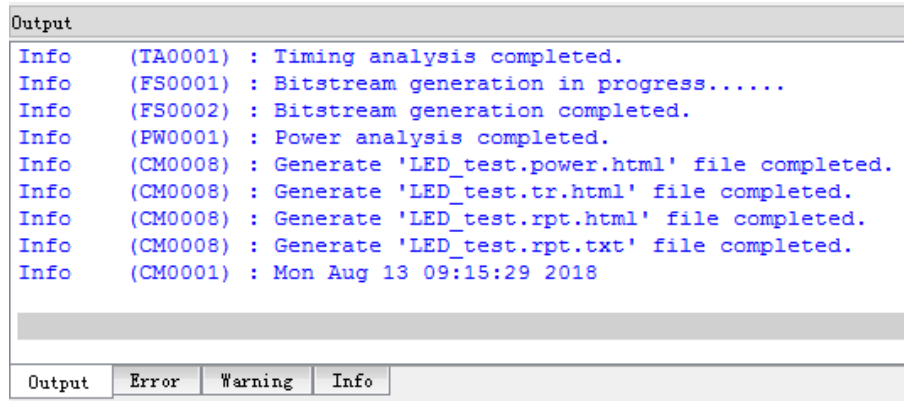 Output
Info (TA0001) : Timing analysis completed.
Info (FS0001) : Bitstream generation in progress......
Info (FS0002) : Bitstream generation completed.
Info (PW0001) : Power analysis completed.
Info (CM0008) : Generate 'LED_test.power.html' file completed.
Info (CM0008) : Generate 'LED_test.tr.html' file completed.
Info (CM0008) : Generate 'LED_test.rpt.html' file completed.
Info (CM0008) : Generate 'LED_test.rpt.txt' file completed.
Info (CM0001) : Mon Aug 13 09:15:29 2018
Output Error Warning Info